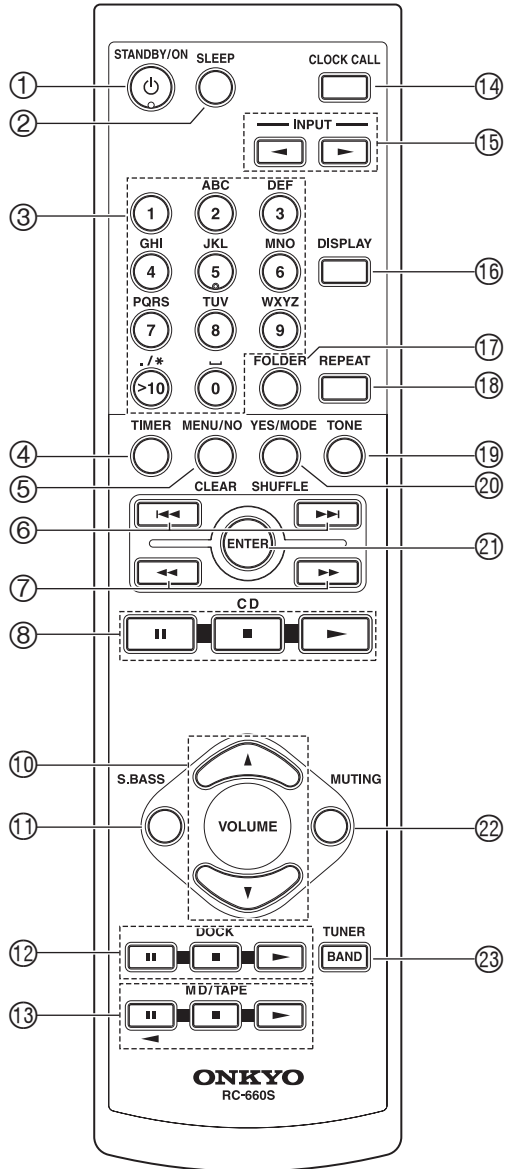 STANDBY/ON SLEEP CLOCK CALL
① ② ⑭
INPUT
⑮
③
ABC DEF
1 2 3
GHI JKL MNO DISPLAY
4 5 6 ⑯
PQRS TUV WXYZ
7 8 9
⑰
./* ␣ FOLDER REPEAT
>10 0 ⑱
TIMER MENU/NO YES/MODE TONE
④ ⑲
⑤ ⑳
CLEAR SHUFFLE
⑥
ENTER ㉑
⑦
CD
⑧
⑩
S.BASS MUTING
⑪ VOLUME ㉒
DOCK TUNER
⑫ BAND ㉓
MD/TAPE
⑬
ONKYO
RC-660S